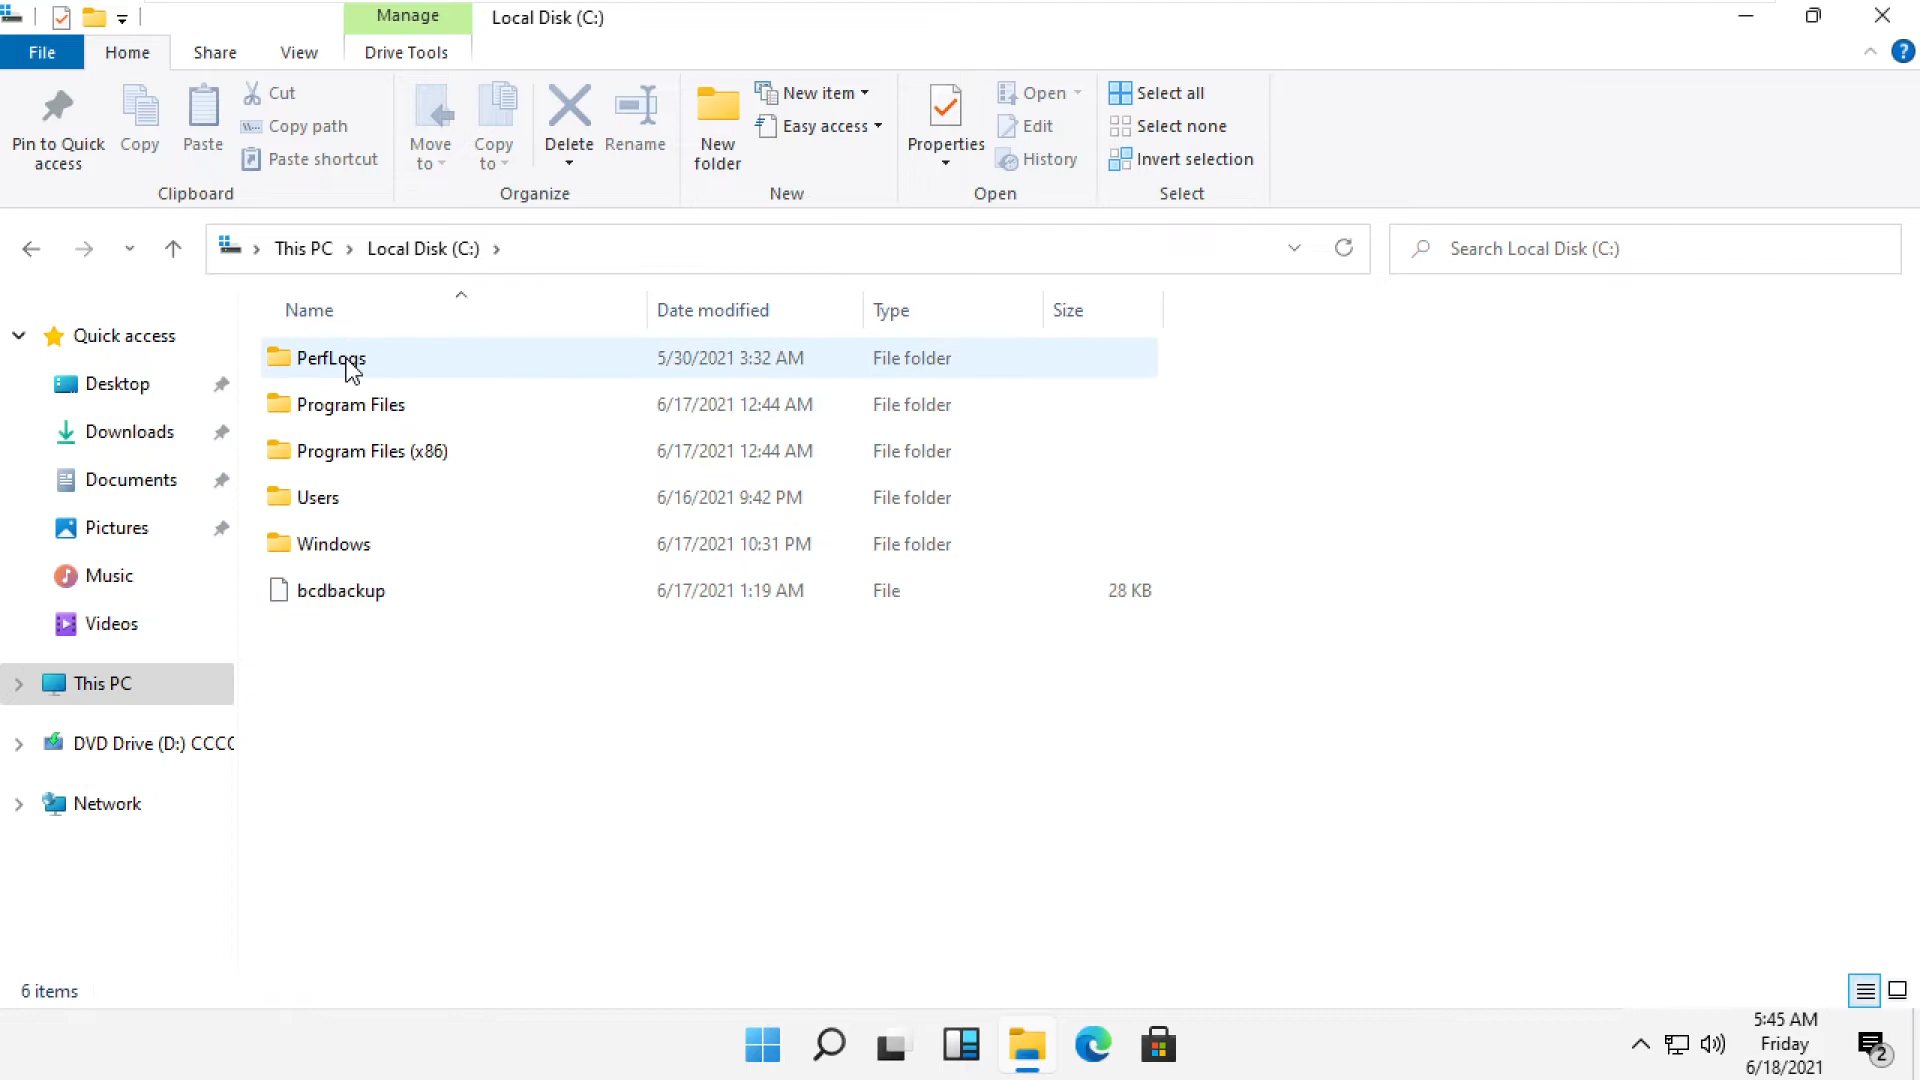 Manage
Local Disk (C:)
File
Home
Share
View
Drive Tools
?
Pin to Quick access
Copy
Paste
Cut
Copy path
Paste shortcut
Clipboard
Move to
Copy to
Delete
Rename
Organize
New folder
New item
Easy access
New
Properties
Open
Edit
History
Open
Select all
Select none
Invert selection
Select
This PC
Local Disk (C:)
Search Local Disk (C:)
Name
Date modified
Type
Size
Quick access
Desktop
Downloads
Documents
Pictures
Music
Videos
This PC
DVD Drive (D:) CCCC
Network
PerfLogs 5/30/2021 3:32 AM File folder
Program Files 6/17/2021 12:44 AM File folder
Program Files (x86) 6/17/2021 12:44 AM File folder
Users 6/16/2021 9:42 PM File folder
Windows 6/17/2021 10:31 PM File folder
bcdbackup 6/17/2021 1:19 AM File 28 KB
6 items
5:45 AM
Friday
6/18/2021
2